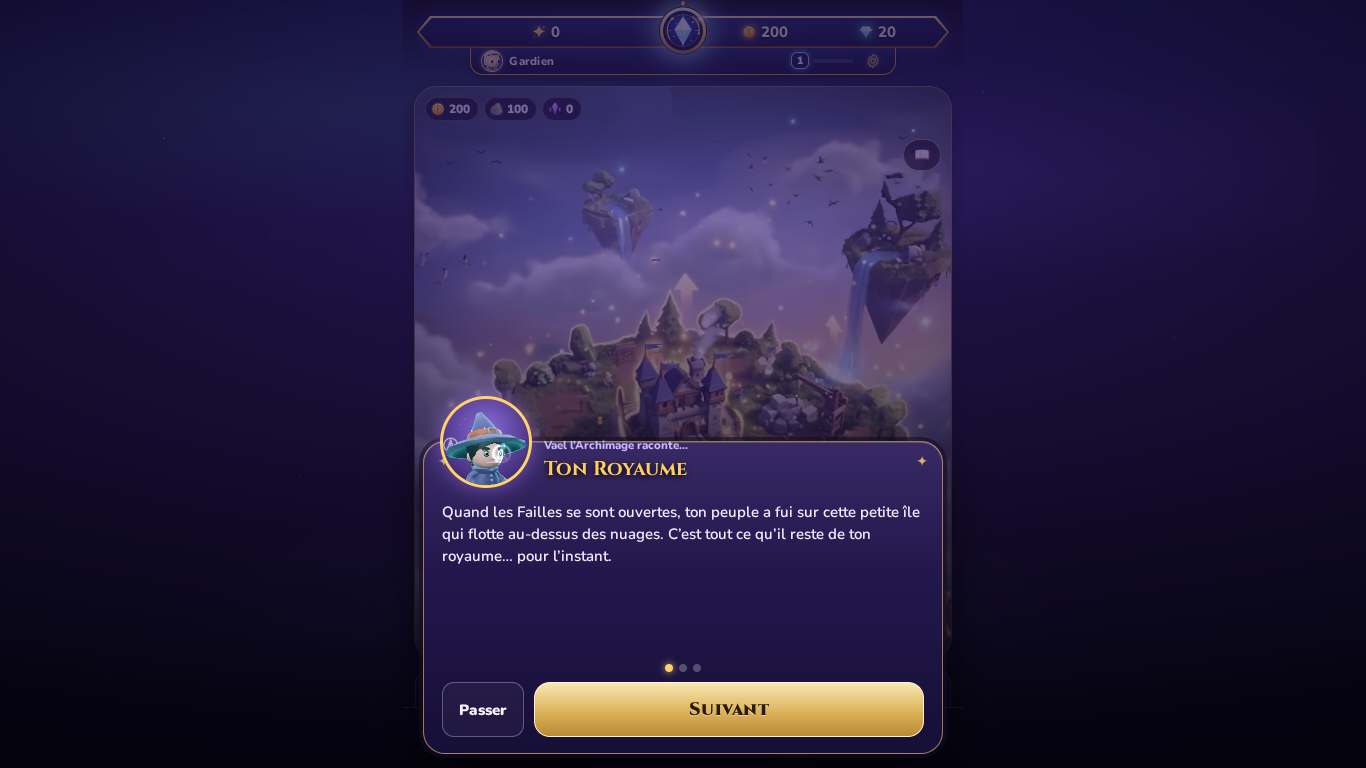 0
200
20
Gardien
1
200
100
0
Vael l'Archimage raconte...
Ton Royaume
Quand les Failles se sont ouvertes, ton peuple a fui sur cette petite île
qui flotte au-dessus des nuages. C'est tout ce qu'il reste de ton
royaume... pour l'instant.
Passer
Suivant